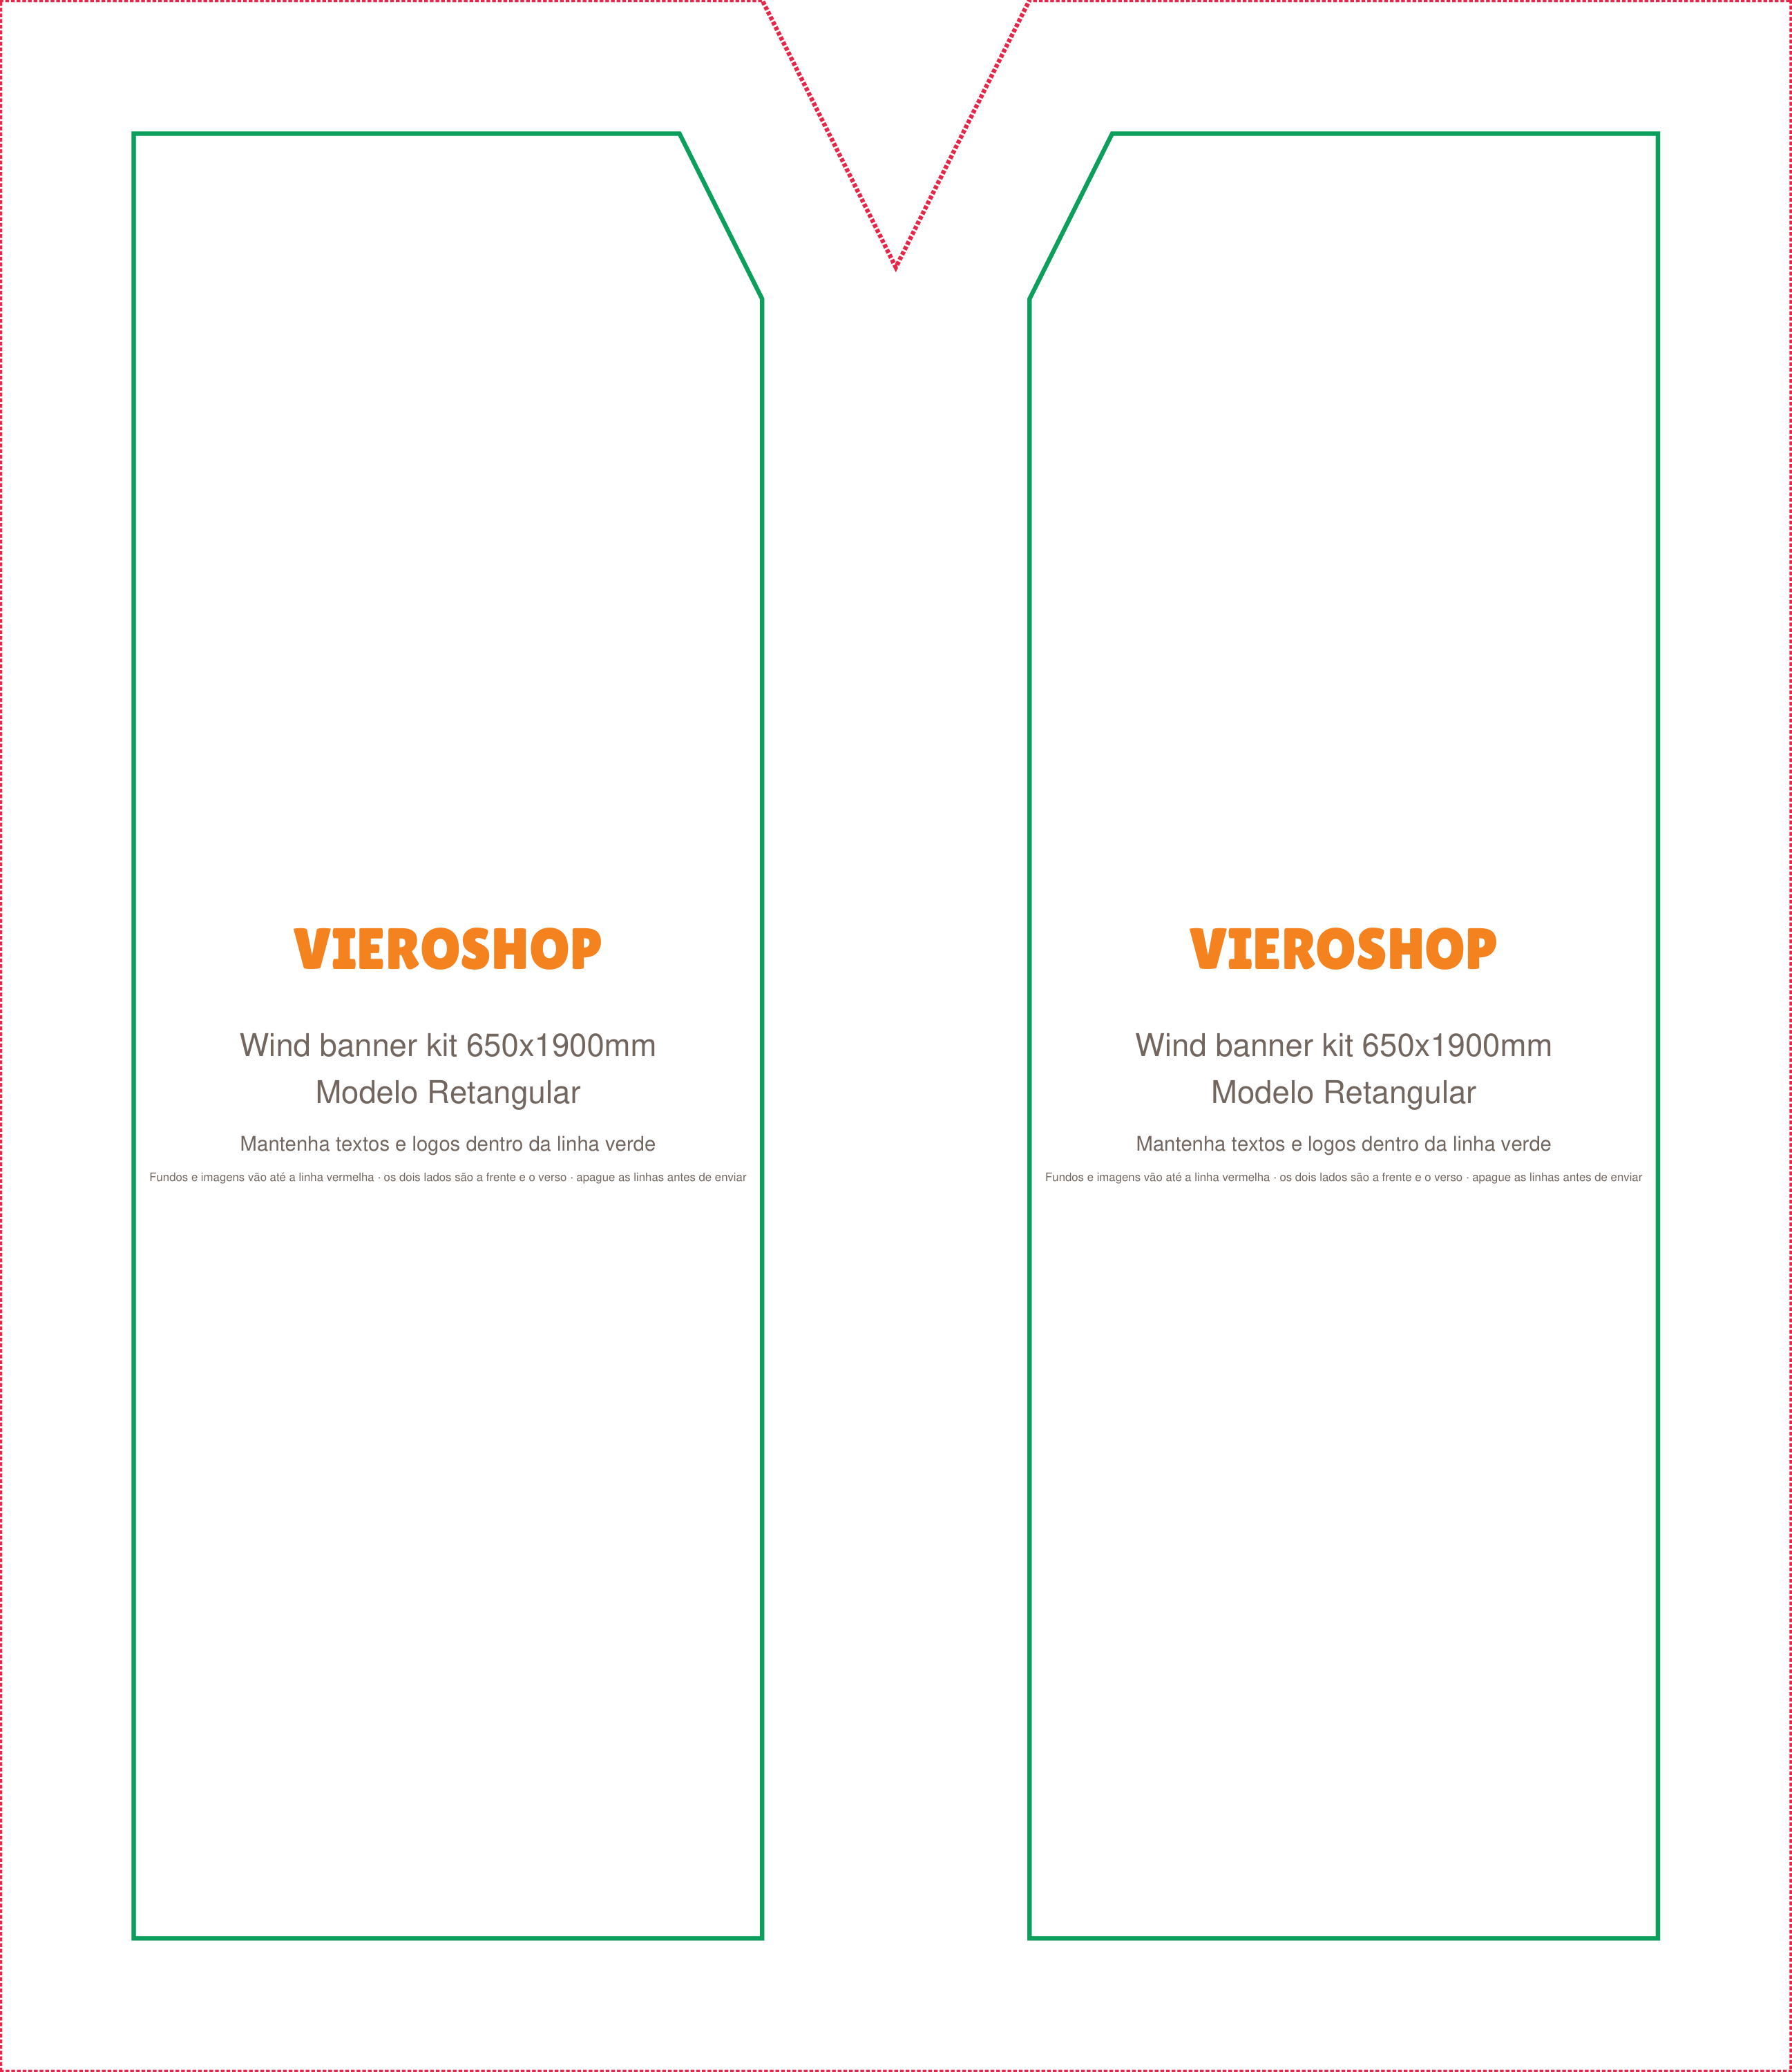 VIEROSHOP
Wind banner kit 650x1900mm
Modelo Retangular
Mantenha textos e logos dentro da linha verde
Fundos e imagens vão até a linha vermelha · os dois lados são a frente e o verso · apague as linhas antes de enviar
VIEROSHOP
Wind banner kit 650x1900mm
Modelo Retangular
Mantenha textos e logos dentro da linha verde
Fundos e imagens vão até a linha vermelha · os dois lados são a frente e o verso · apague as linhas antes de enviar